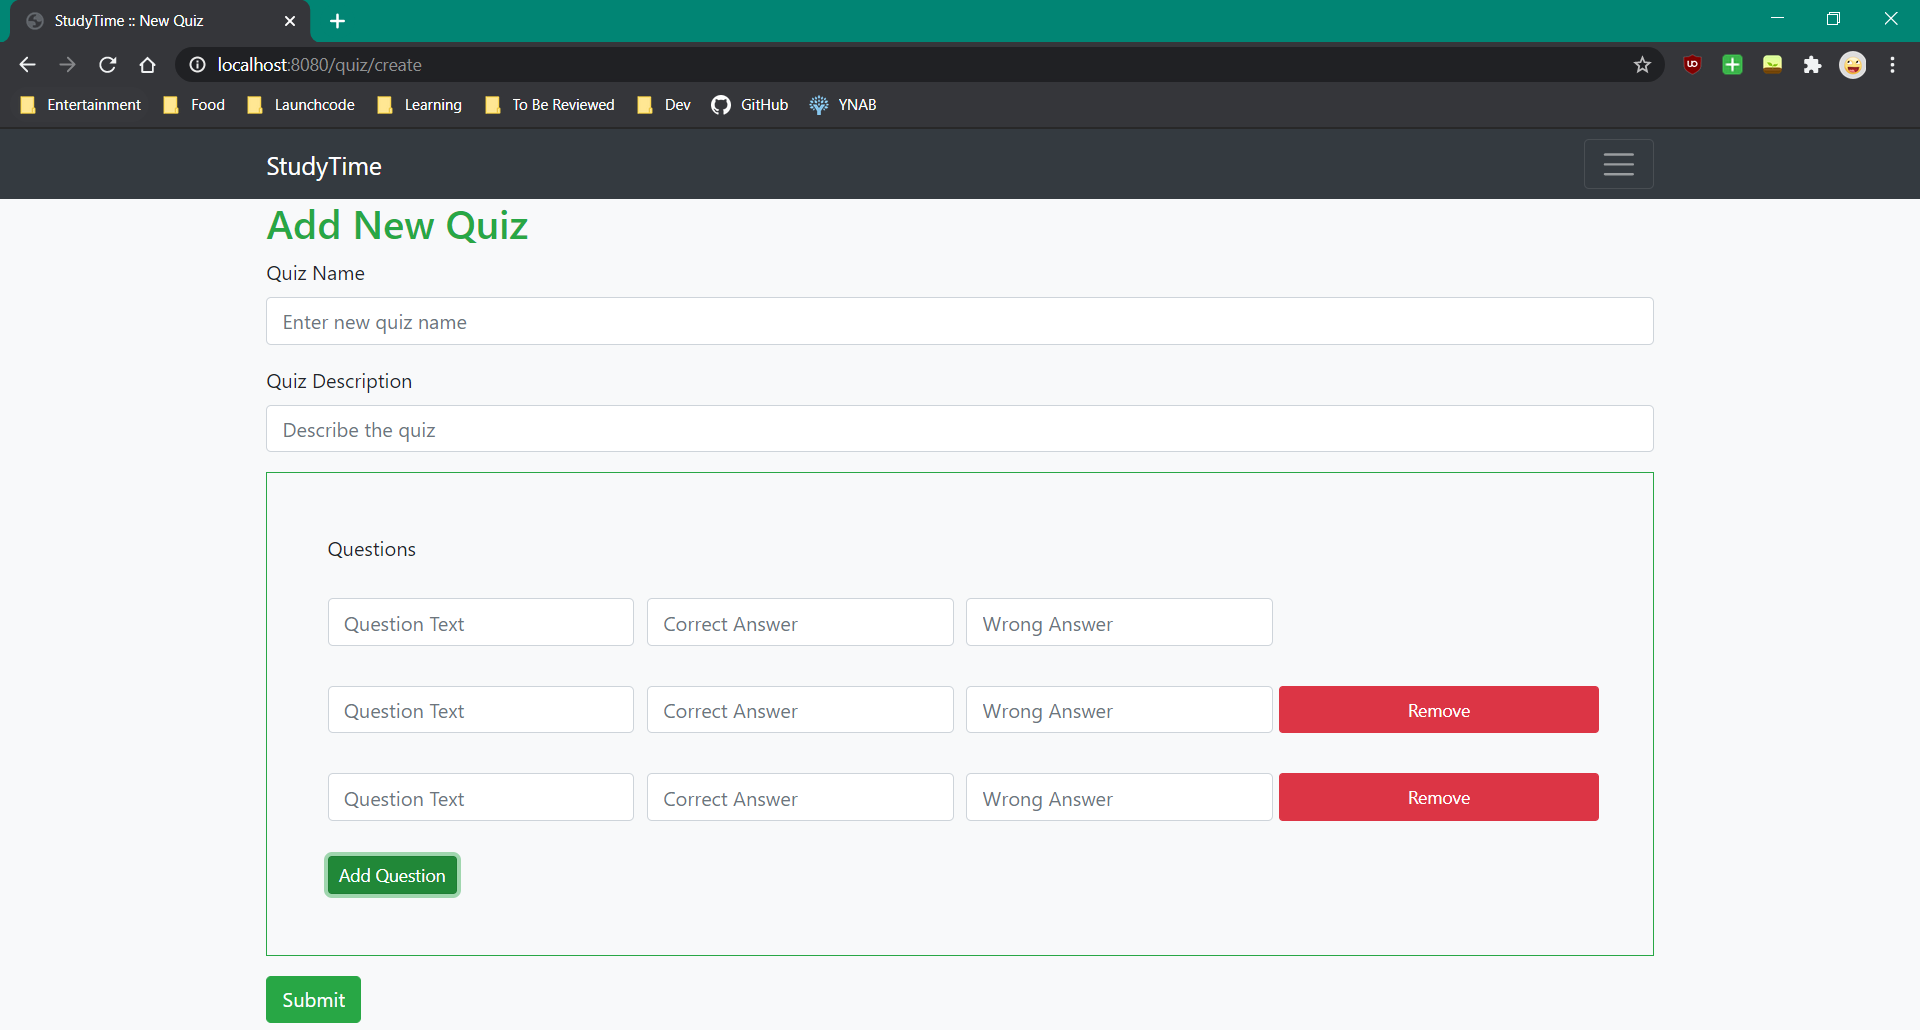 StudyTime :: New Quiz
localhost:8080/quiz/create
Entertainment Food Launchcode Learning To Be Reviewed Dev GitHub YNAB
StudyTime
Add New Quiz
Quiz Name
Enter new quiz name
Quiz Description
Describe the quiz
Questions
Question Text Correct Answer Wrong Answer
Question Text Correct Answer Wrong Answer Remove
Question Text Correct Answer Wrong Answer Remove
Add Question
Submit